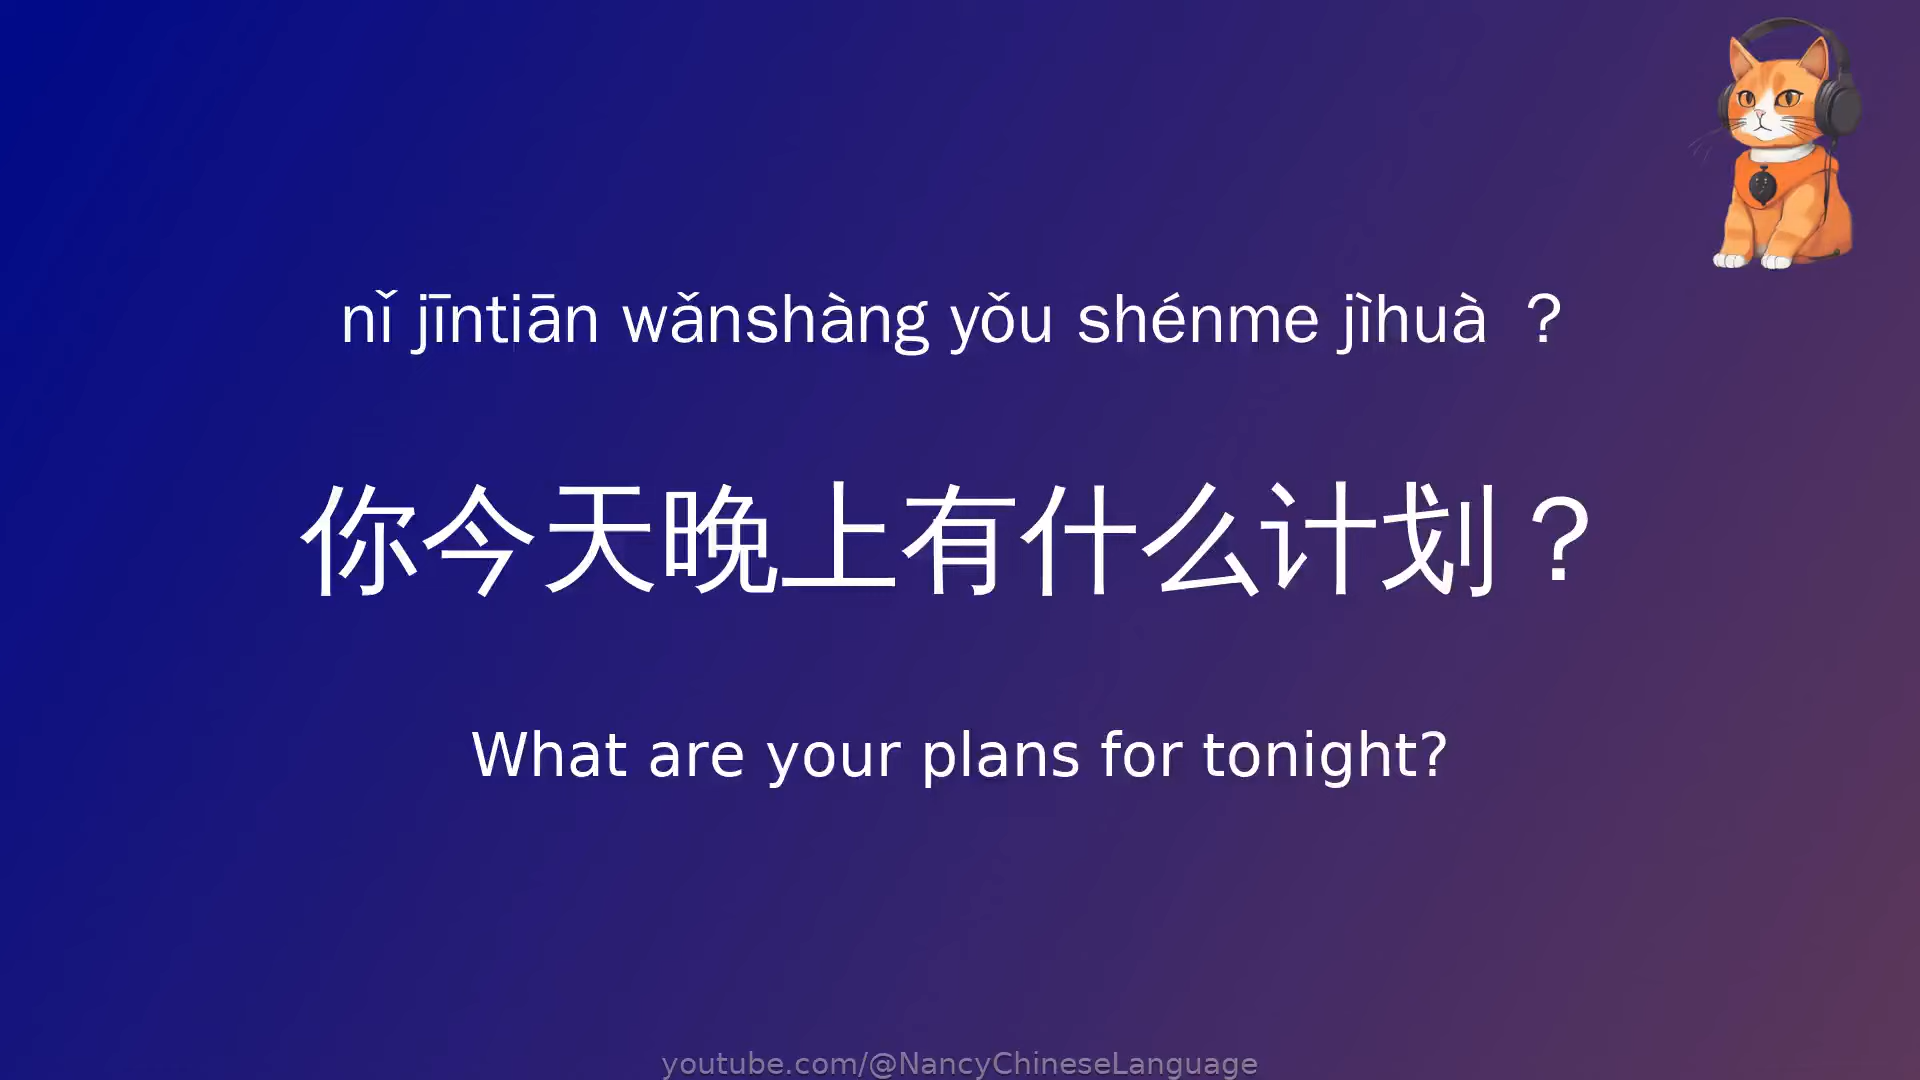 nǐ jīntiān wǎnshàng yǒu shénme jìhuà ？
你今天晚上有什么计划？
What are your plans for tonight?
youtube.com/@NancyChineseLanguage